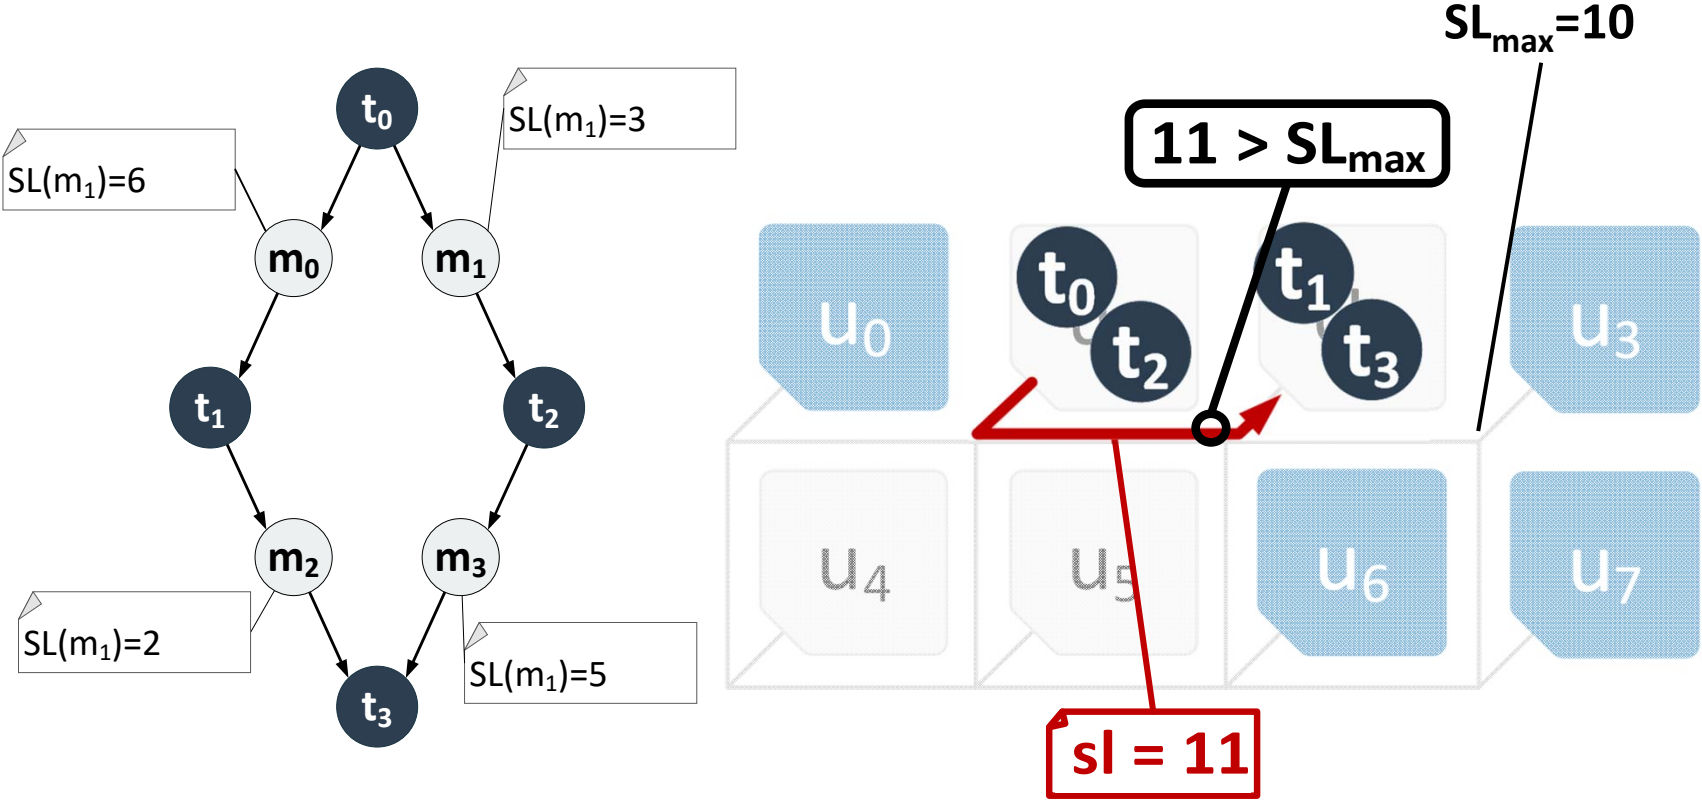 t0
SL(m1)=3
SL(m1)=6
m0
m1
t1
t2
m2
m3
SL(m1)=2
SL(m1)=5
t3
SLmax=10
11 > SLmax
u0
t0
t2
t1
t3
u3
u4
u5
u6
u7
sl = 11